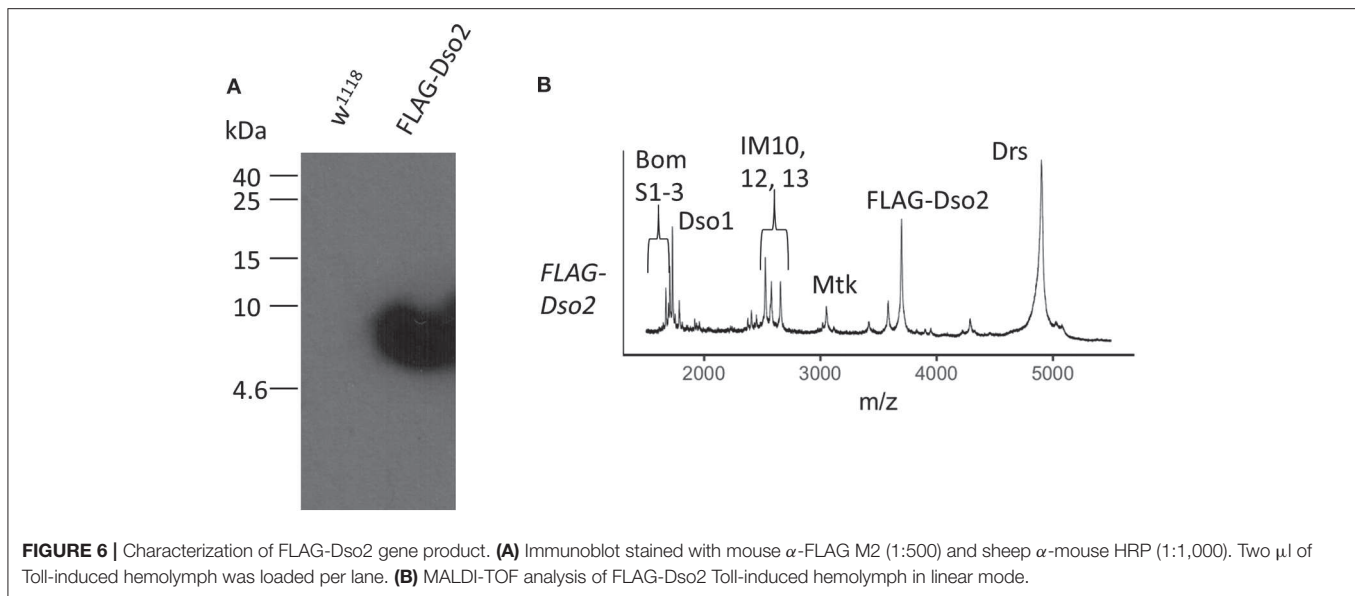 A
kDa
w1118
FLAG-Dso2
40
25
15
10
4.6
B
Bom
S1-3
Dso1
IM10,
12, 13
Mtk
FLAG-Dso2
Drs
FLAG-
Dso2
2000 3000 4000 5000
m/z
FIGURE 6 | Characterization of FLAG-Dso2 gene product. (A) Immunoblot stained with mouse α-FLAG M2 (1:500) and sheep α-mouse HRP (1:1,000). Two μl of
Toll-induced hemolymph was loaded per lane. (B) MALDI-TOF analysis of FLAG-Dso2 Toll-induced hemolymph in linear mode.